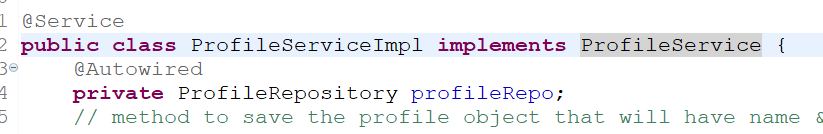 1 @Service
2 public class ProfileServiceImpl implements ProfileService {
3 @Autowired
4 private ProfileRepository profileRepo;
5 // method to save the profile object that will have name &